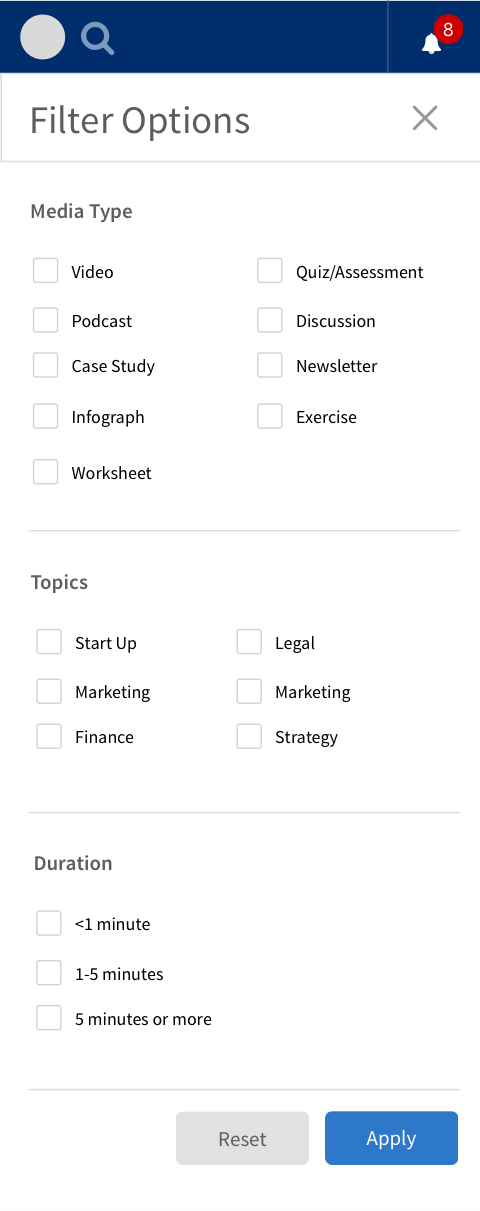 8
Filter Options
Media Type
Video
Quiz/Assessment
Podcast
Discussion
Case Study
Newsletter
Infograph
Exercise
Worksheet
Topics
Start Up
Legal
Marketing
Marketing
Finance
Strategy
Duration
<1 minute
1-5 minutes
5 minutes or more
Reset
Apply